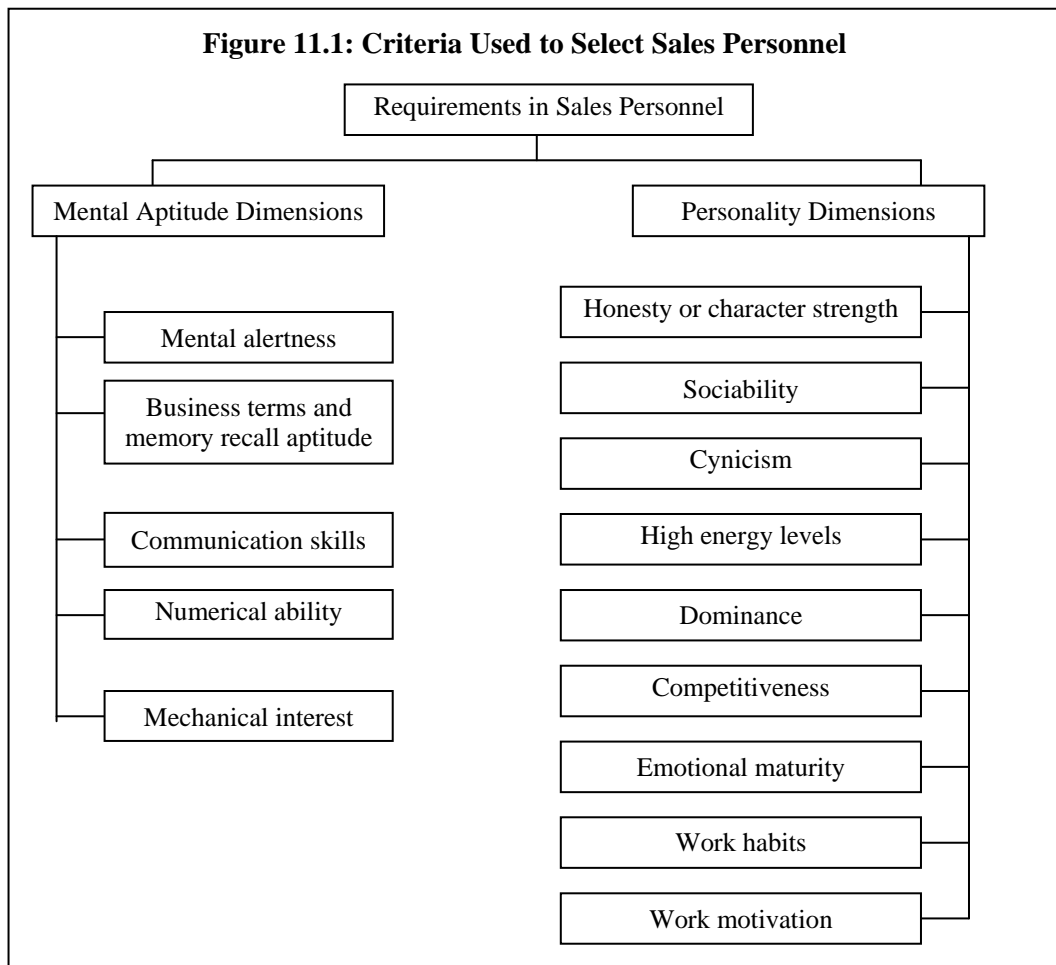 Figure 11.1: Criteria Used to Select Sales Personnel
Requirements in Sales Personnel
Mental Aptitude Dimensions
Mental alertness
Business terms and
memory recall aptitude
Communication skills
Numerical ability
Mechanical interest
Personality Dimensions
Honesty or character strength
Sociability
Cynicism
High energy levels
Dominance
Competitiveness
Emotional maturity
Work habits
Work motivation